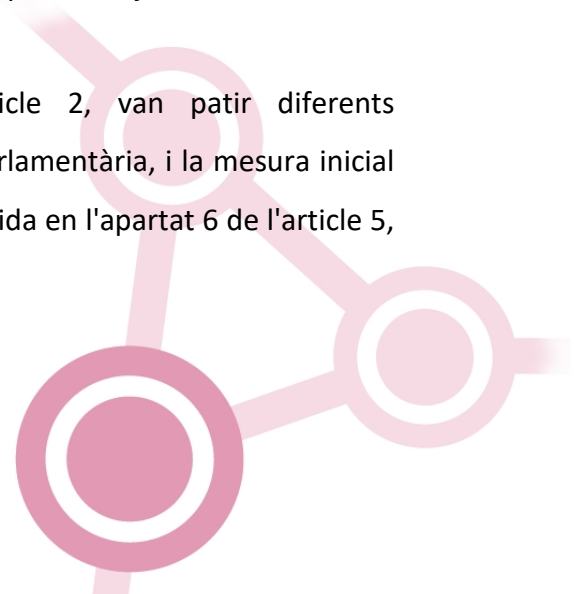 icle 2, van patir diferents
rlamentària, i la mesura inicial
ida en l'apartat 6 de l'article 5,